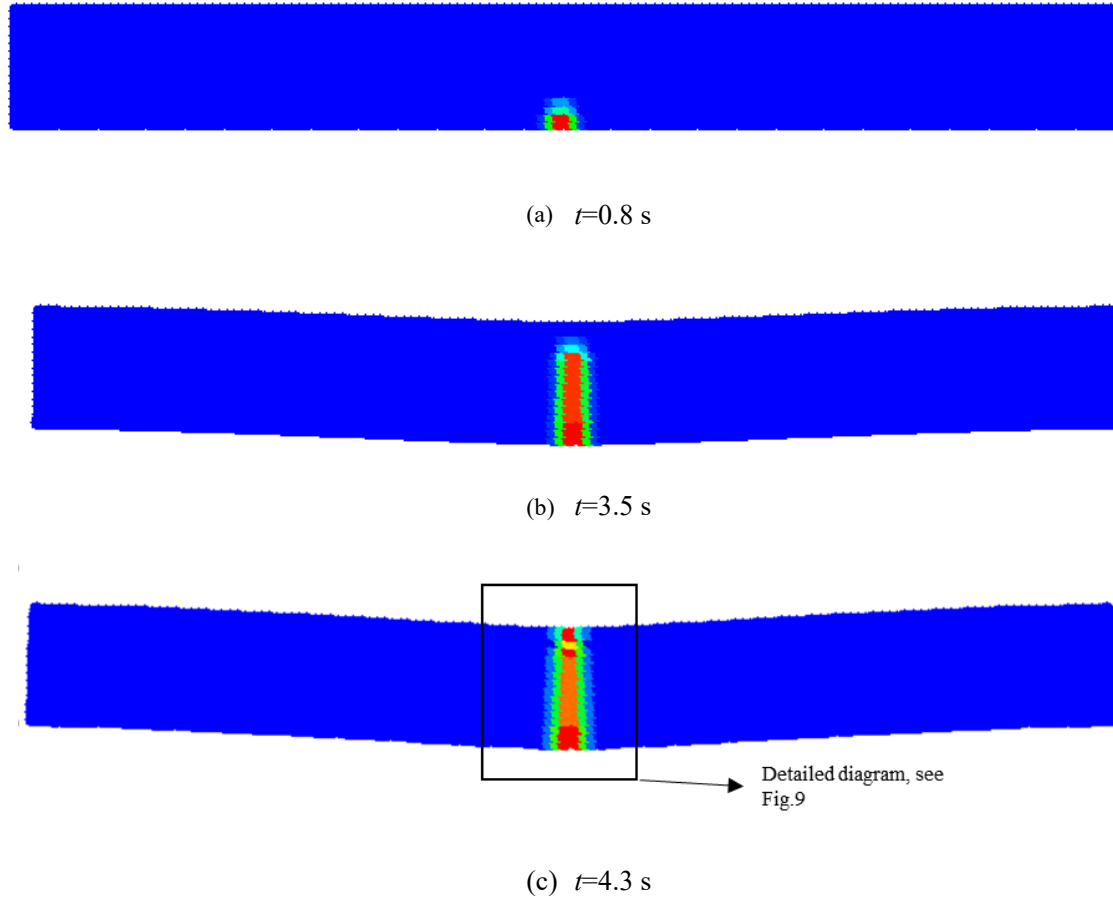 (a) t=0.8 s
(b) t=3.5 s
Detailed diagram, see
Fig.9
(c) t=4.3 s